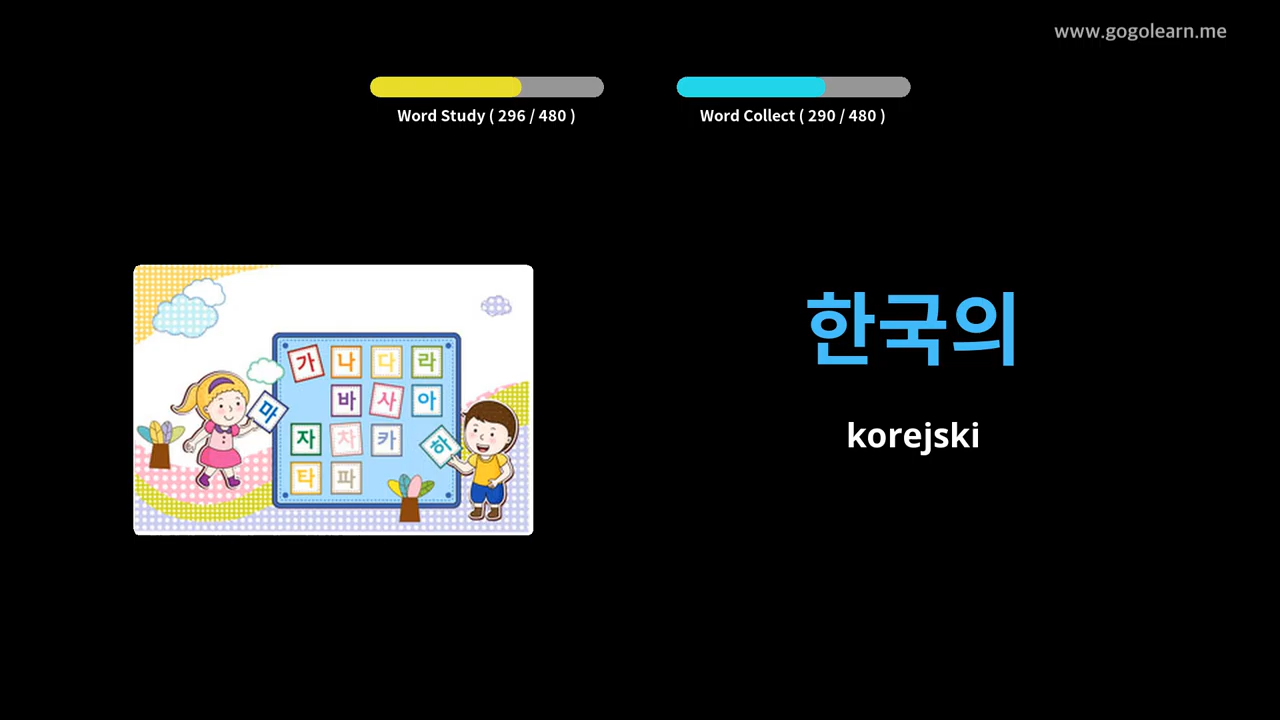 www.gogolearn.me
Word Study ( 296 / 480 )
Word Collect ( 290 / 480 )
가 나 다 라
마 바 사 아
자 차 카 하
타 파
한국의
korejski